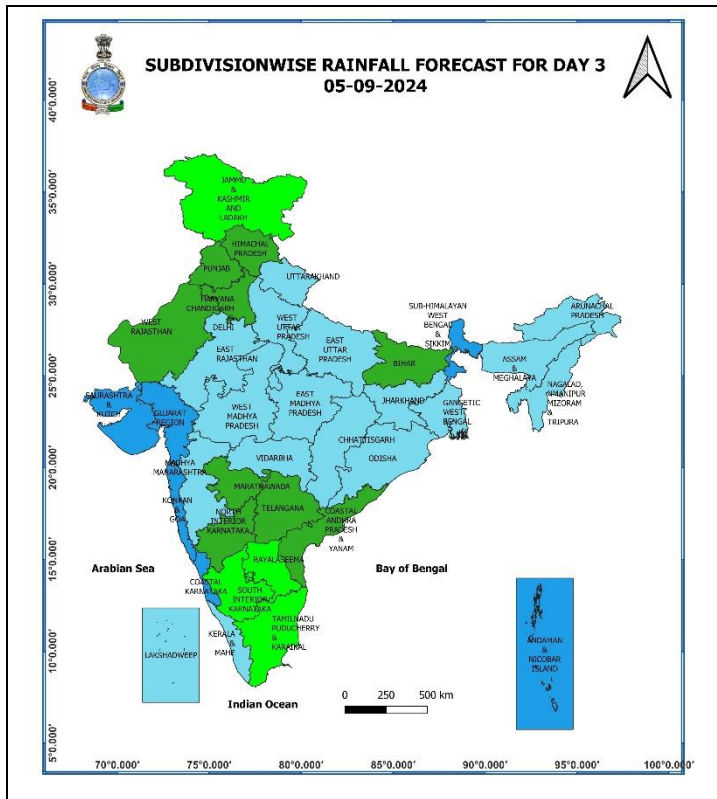 SUBDIVISIONWISE RAINFALL FORECAST FOR DAY 3
05-09-2024
40°0.000'
35°0.000'
30°0.000'
25°0.000'
20°0.000'
15°0.000'
10°0.000'
5°0.000'
JAMMU
&
KASHMIR
AND
LADAKH
HIMACHAL
PRADESH
PUNJAB
UTTARAKHAND
HARYANA
CHANDIGARH
DELHI
WEST
RAJASTHAN
EAST
RAJASTHAN
WEST
UTTAR
PRADESH
EAST
UTTAR
PRADESH
SUB-HIMALAYAN
WEST
BENGAL
&
SIKKIM
ARUNACHAL
PRADESH
BIHAR
ASSAM
&
MEGHALAYA
NAGALAD,
MANIPUR
MIZORAM
&
TRIPURA
SAURASHTRA
&
KUTCH
GUJARAT
REGION
WEST
MADHYA
PRADESH
EAST
MADHYA
PRADESH
JHARKHAND
GANGETIC
WEST
BENGAL
CHHATTISGARH
ODISHA
VIDARBHA
MADHYA
MAHARASHTRA
KONKAN
&
GOA
MARATHAWADA
TELANGANA
NORTH
INTERIOR
KARNATAKA
COASTAL
ANDHRA
PRADESH
&
YANAM
RAYALASEEMA
Arabian Sea
Bay of Bengal
COASTAL
KARNATAKA
SOUTH
INTERIOR
KARNATAKA
TAMILNADU
PUDUCHERRY
&
KARAIKAL
KERALA
&
MAHE
LAKSHADWEEP
ANDAMAN
&
NICOBAR
ISLAND
Indian Ocean
0 250 500 km
70°0.000' 75°0.000' 80°0.000' 85°0.000' 90°0.000' 95°0.000' 100°0.000'